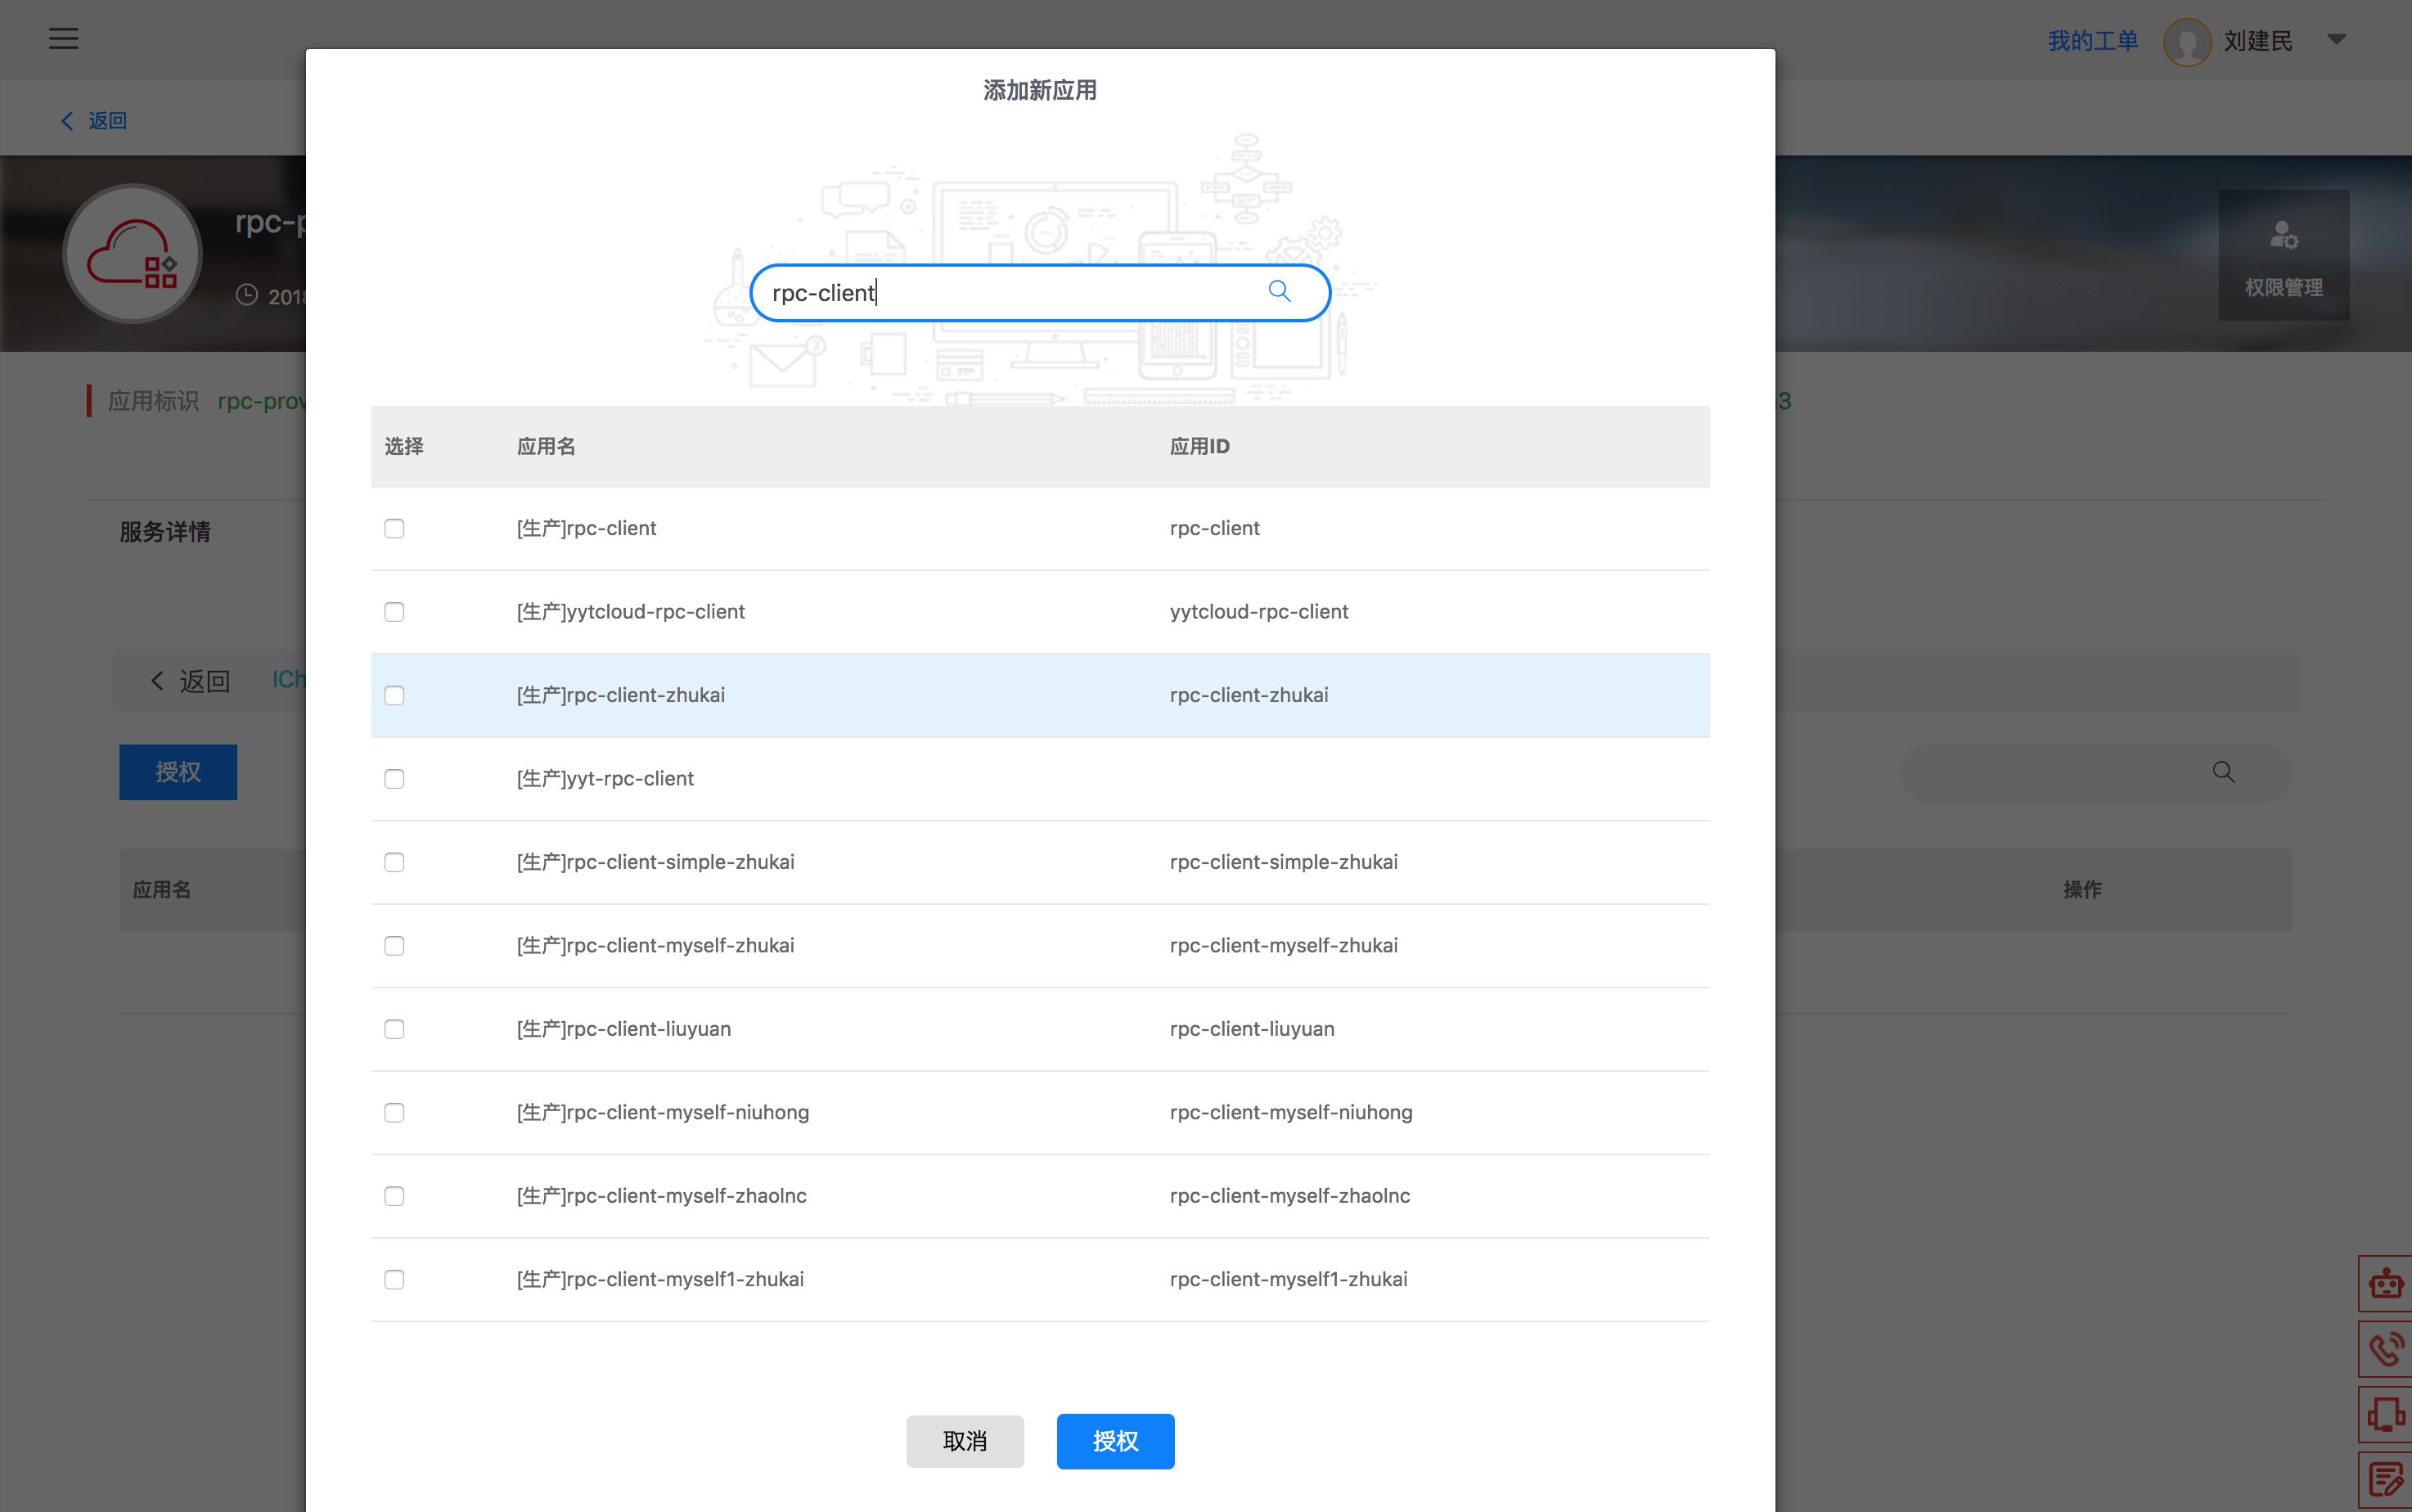 我的工单 刘建民
返回
添加新应用
rpc-p
2018
权限管理
rpc-client
3
应用标识 rpc-prov
3
选择 应用名 应用ID
[生产]rpc-client rpc-client
服务详情
[生产]yytcloud-rpc-client yytcloud-rpc-client
返回 ICh
[生产]rpc-client-zhukai rpc-client-zhukai
授权
[生产]yyt-rpc-client
[生产]rpc-client-simple-zhukai rpc-client-simple-zhukai
应用名 操作
[生产]rpc-client-myself-zhukai rpc-client-myself-zhukai
[生产]rpc-client-liuyuan rpc-client-liuyuan
[生产]rpc-client-myself-niuhong rpc-client-myself-niuhong
[生产]rpc-client-myself-zhaolnc rpc-client-myself-zhaolnc
[生产]rpc-client-myself1-zhukai rpc-client-myself1-zhukai
取消 授权